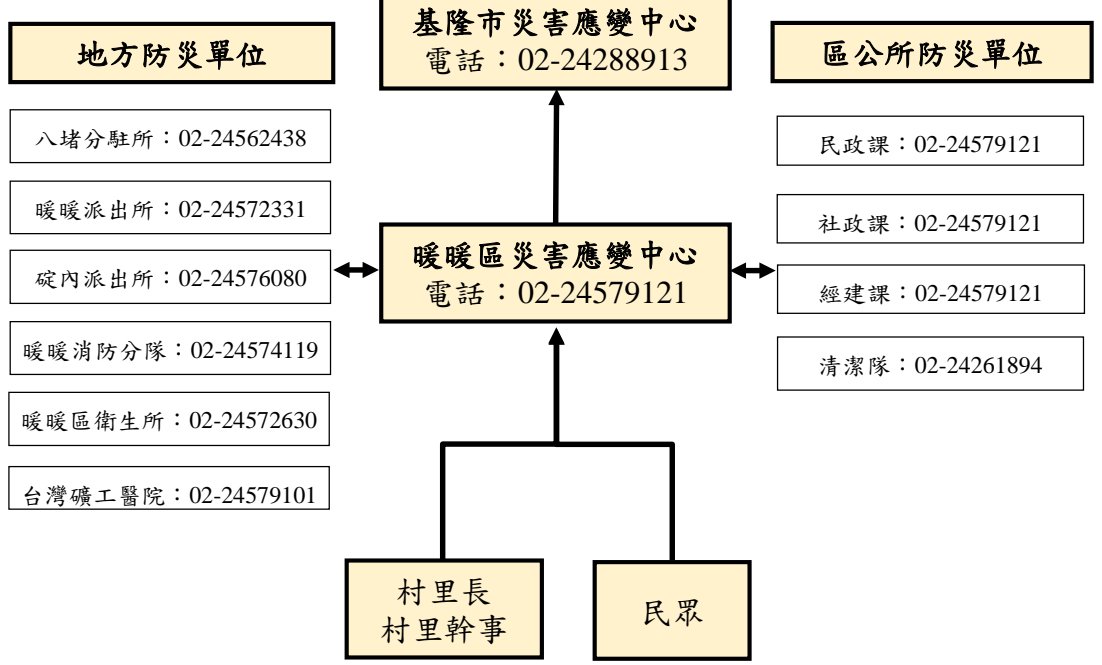 基隆市災害應變中心
電話：02-24288913
地方防災單位
八堵分駐所：02-24562438
暖暖派出所：02-24572331
碇內派出所：02-24576080
暖暖消防分隊：02-24574119
暖暖區衛生所：02-24572630
台灣礦工醫院：02-24579101
暖暖區災害應變中心
電話：02-24579121
區公所防災單位
民政課：02-24579121
社政課：02-24579121
經建課：02-24579121
清潔隊：02-24261894
村里長
村里幹事
民眾